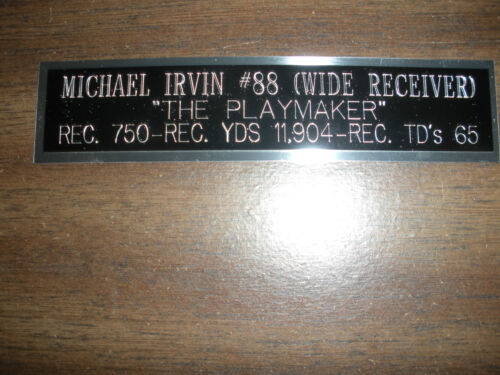 MICHAEL IRVIN #88 (WIDE RECEIVER)
"THE PLAYMAKER"
REC. 750-REC. YDS 11,904-REC. TD's 65